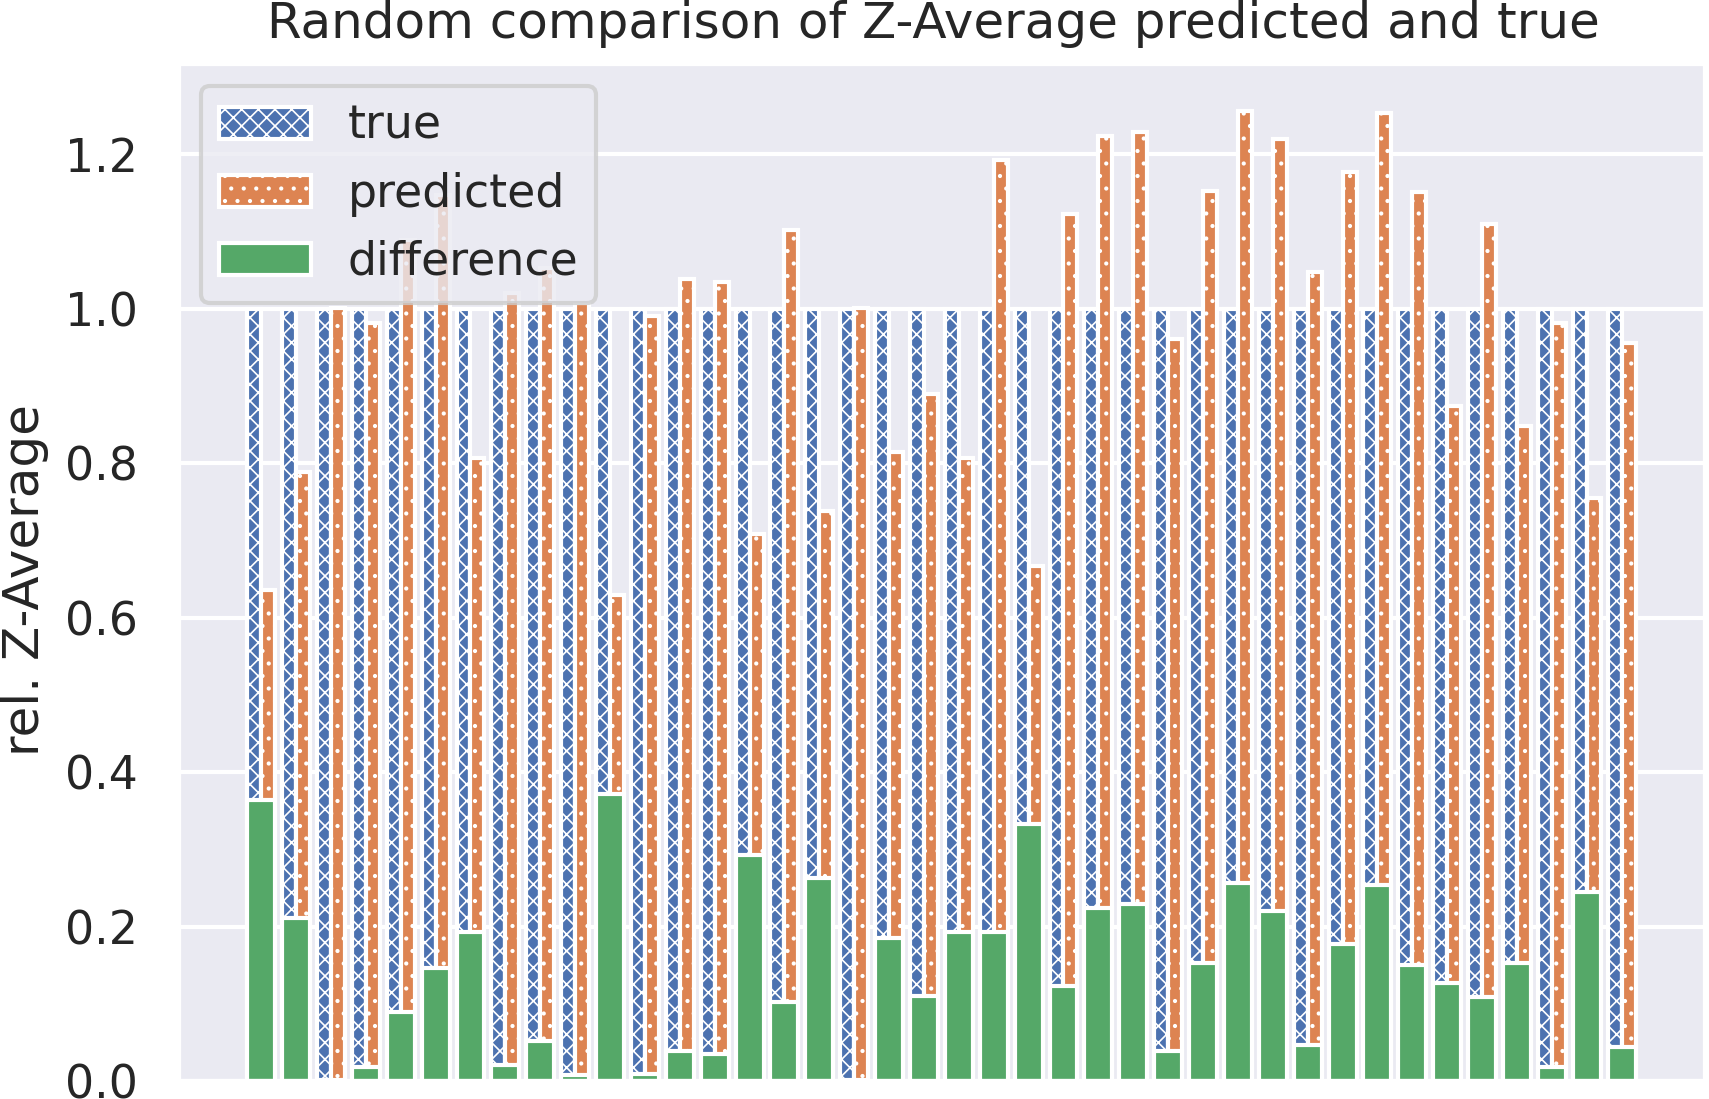 Random comparison of Z-Average predicted and true
true
predicted
difference
rel. Z-Average
1.2
1.0
0.8
0.6
0.4
0.2
0.0